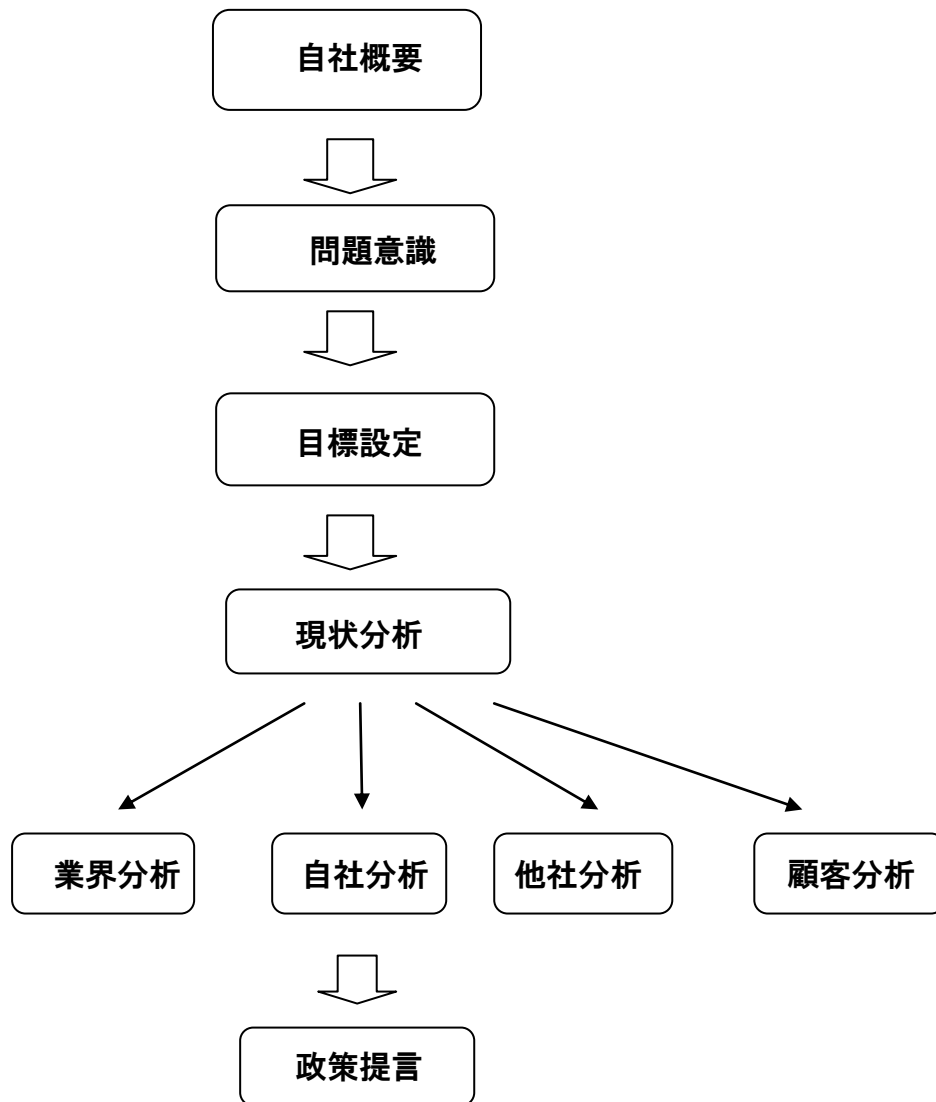 自社概要
問題意識
目標設定
現状分析
業界分析
自社分析
他社分析
顧客分析
政策提言